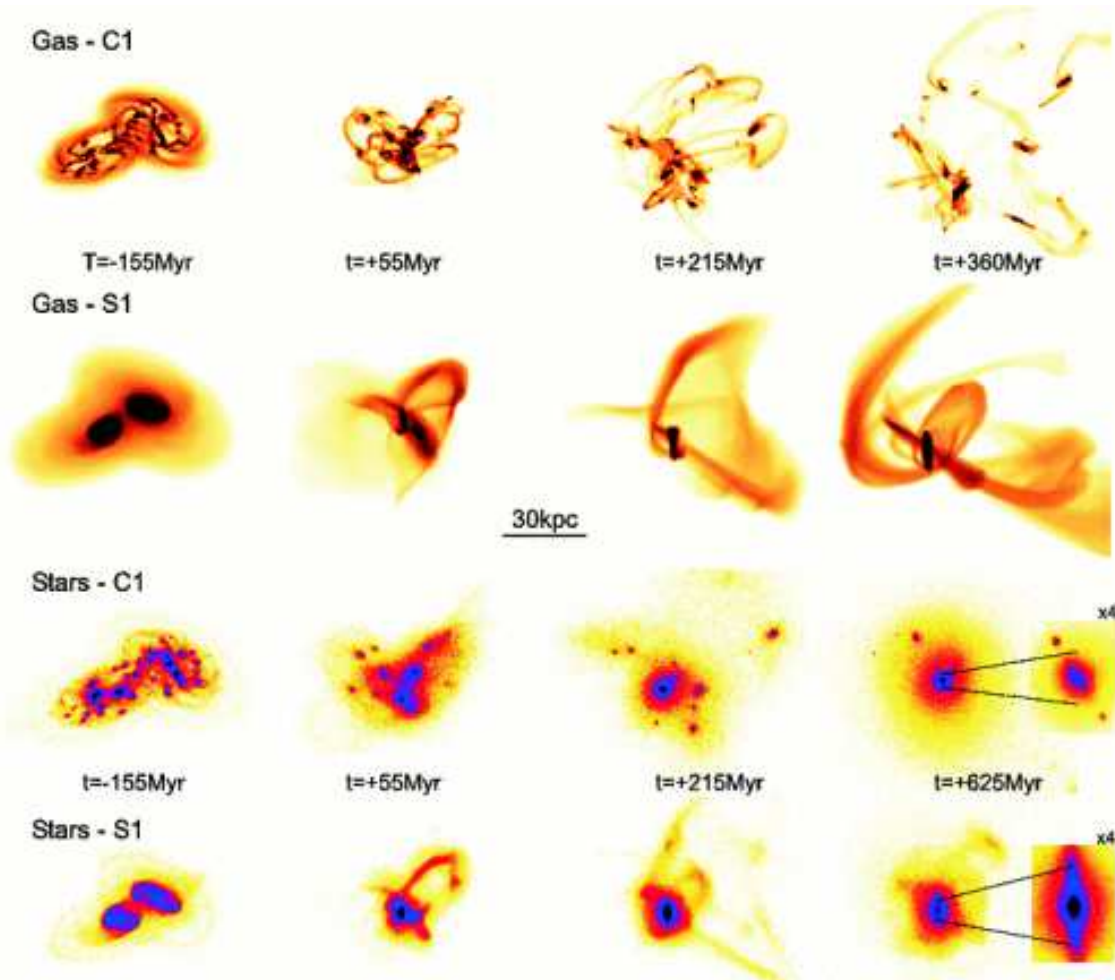 Gas - C1
T=-155Myr t=+55Myr t=+215Myr t=+360Myr
Gas - S1
30kpc
Stars - C1
x4
t=-155Myr t=+55Myr t=+215Myr t=+625Myr
Stars - S1
x4